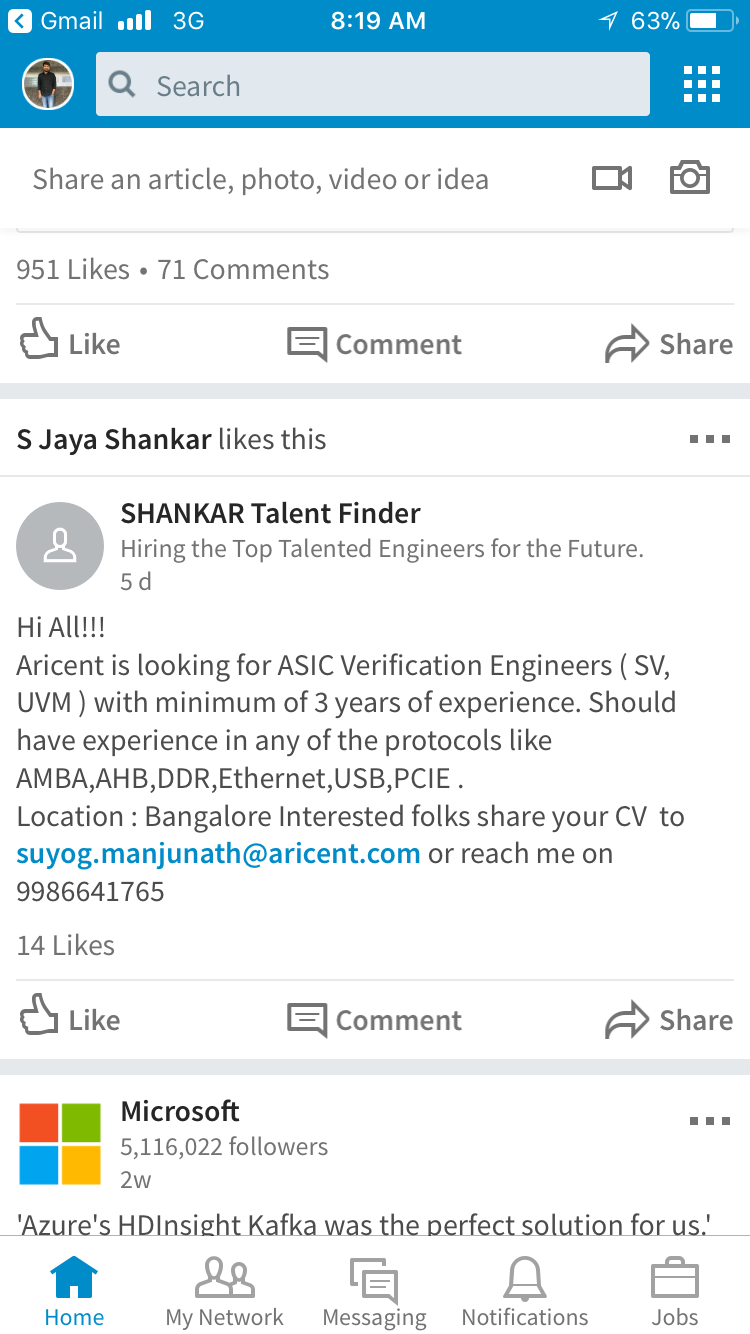 Gmail 3G 8:19 AM 63%
Search
Share an article, photo, video or idea
951 Likes • 71 Comments
Like Comment Share
S Jaya Shankar likes this
SHANKAR Talent Finder
Hiring the Top Talented Engineers for the Future.
5 d
Hi All!!!
Aricent is looking for ASIC Verification Engineers ( SV,
UVM ) with minimum of 3 years of experience. Should
have experience in any of the protocols like
AMBA,AHB,DDR,Ethernet,USB,PCIE .
Location : Bangalore Interested folks share your CV  to
suyog.manjunath@aricent.com or reach me on
9986641765
14 Likes
Like Comment Share
Microsoft
5,116,022 followers
2w
'Azure's HDInsight Kafka was the perfect solution for us.'
Home My Network Messaging Notifications Jobs